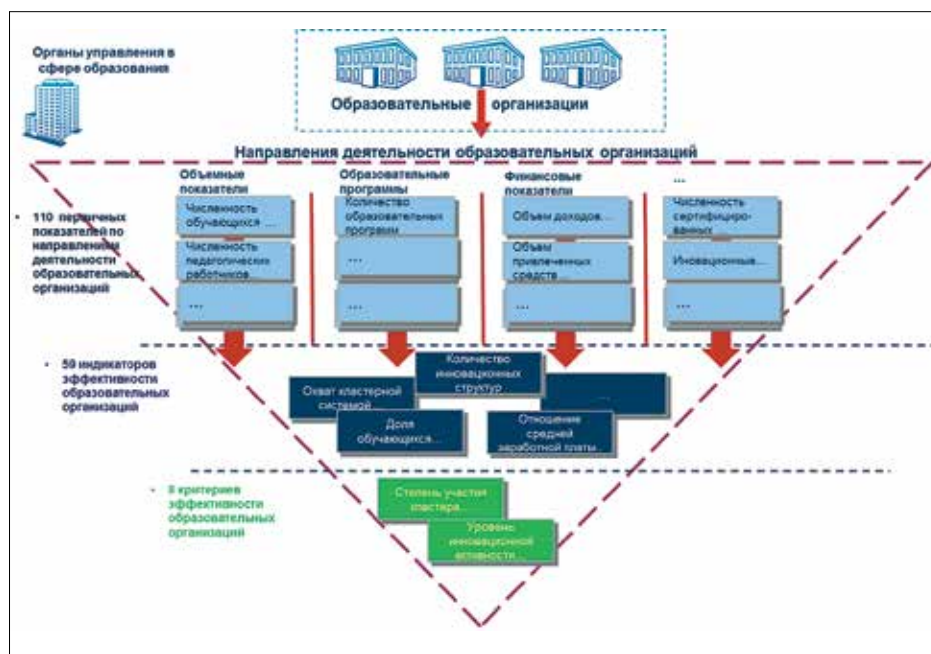 Органы управления в
сфере образования
Образовательные организации
Направления деятельности образовательных организаций
Объемные
показатели
Образовательные
программы
Финансовые
показатели
...
• 110 первичных
показателей по
направлениям
деятельности
образовательных
организаций
Численность
обучающихся ...
Численность
педагогических
работников...
...
Количество
образовательных
программ
...
...
Объем доходов...
Объем
привлеченных
средств...
...
Численность
сертифициро-
ванных
Иновационные...
...
• 59 индикаторов
эффективности
образовательных
организаций
Количество
инновационных
структур
Охват кластерной
системой...
...
Доля
обучающихся...
Отношение
средней
заработной платы...
• 8 критериев
эффективности
образовательных
организаций
Степень участия
кластера...
Уровень
инновационной
активности...